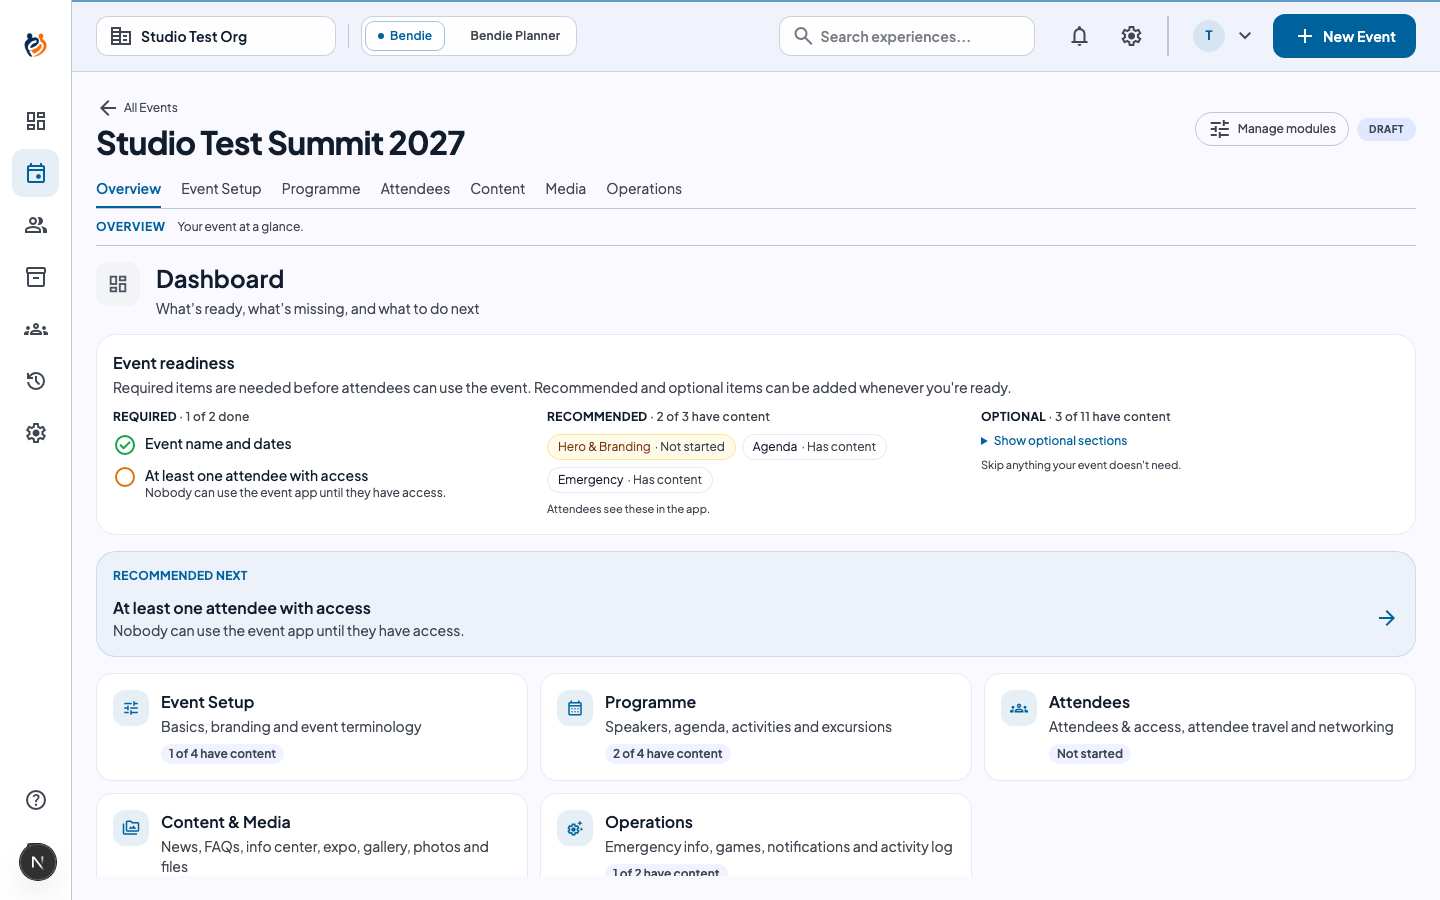 Studio Test Org
Bendie
Bendie Planner
Search experiences...
T
New Event
All Events
Studio Test Summit 2027
Manage modules
DRAFT
Overview
Event Setup
Programme
Attendees
Content
Media
Operations
OVERVIEW Your event at a glance.
Dashboard
What's ready, what's missing, and what to do next
Event readiness
Required items are needed before attendees can use the event. Recommended and optional items can be added whenever you're ready.
REQUIRED · 1 of 2 done
Event name and dates
At least one attendee with access
Nobody can use the event app until they have access.
RECOMMENDED · 2 of 3 have content
Hero & Branding · Not started
Agenda · Has content
Emergency · Has content
Attendees see these in the app.
OPTIONAL · 3 of 11 have content
Show optional sections
Skip anything your event doesn't need.
RECOMMENDED NEXT
At least one attendee with access
Nobody can use the event app until they have access.
Event Setup
Basics, branding and event terminology
1 of 4 have content
Programme
Speakers, agenda, activities and excursions
2 of 4 have content
Attendees
Attendees & access, attendee travel and networking
Not started
Content & Media
News, FAQs, info center, expo, gallery, photos and
files
Operations
Emergency info, games, notifications and activity log
1 of 2 have content
N